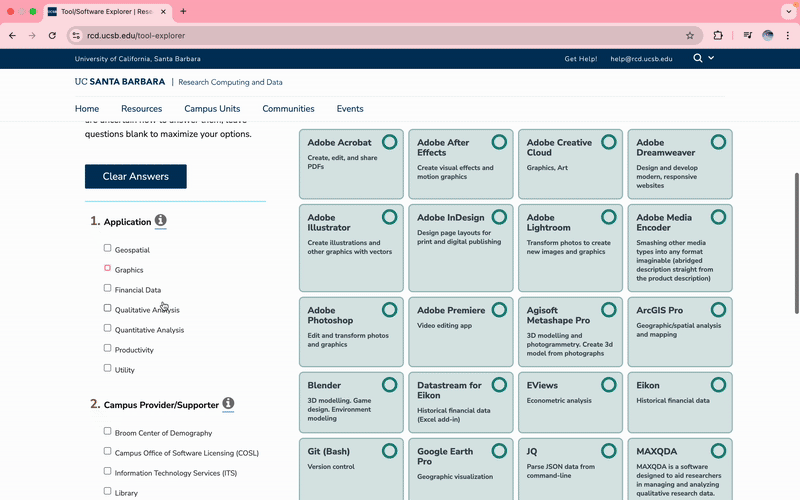 Tool/Software Explorer | Rese
rcd.ucsb.edu/tool-explorer
University of California, Santa Barbara
Get Help!
help@rcd.ucsb.edu
UC SANTA BARBARA | Research Computing and Data
Home
Resources
Campus Units
Communities
Events
are uncertain how to answer them, leave
questions blank to maximize your options.
Clear Answers
1. Application
Geospatial
Graphics
Financial Data
Qualitative Analysis
Quantitative Analysis
Productivity
Utility
2. Campus Provider/Supporter
Broom Center of Demography
Campus Office of Software Licensing (COSL)
Information Technology Services (ITS)
Library
Adobe Acrobat
Create, edit, and share
PDFs
Adobe After
Effects
Create visual effects and
motion graphics
Adobe Creative
Cloud
Graphics, Art
Adobe
Dreamweaver
Design and develop
modern, responsive
websites
Adobe
Illustrator
Create illustrations and
other graphics with vectors
Adobe InDesign
Design page layouts for
print and digital publishing
Adobe
Lightroom
Transform photos to create
new images and graphics
Adobe Media
Encoder
Smashing other media
types into any format
imaginable (abridged
description straight from
the product description)
Adobe
Photoshop
Edit and transform photos
and graphics
Adobe Premiere
Video editing app
Agisoft
Metashape Pro
3D modelling and
photogrammetry. Create 3d
model from photographs
ArcGIS Pro
Geographic/spatial analysis
and mapping
Blender
3D modelling. Game
design. Environment
modeling
Datastream for
Eikon
Historical financial data
(Excel add-in)
EViews
Econometric analysis
Eikon
Historical financial data
Git (Bash)
Version control
Google Earth
Pro
Geographic visualization
JQ
Parse JSON data from
command-line
MAXQDA
MAXQDA is a software
designed to aid researchers
in managing and analyzing
qualitative research data.